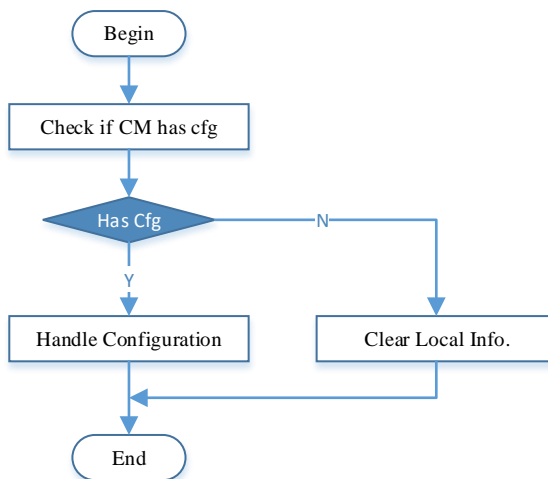 Begin
Check if CM has cfg
Has Cfg
N
Y
Handle Configuration
Clear Local Info.
End